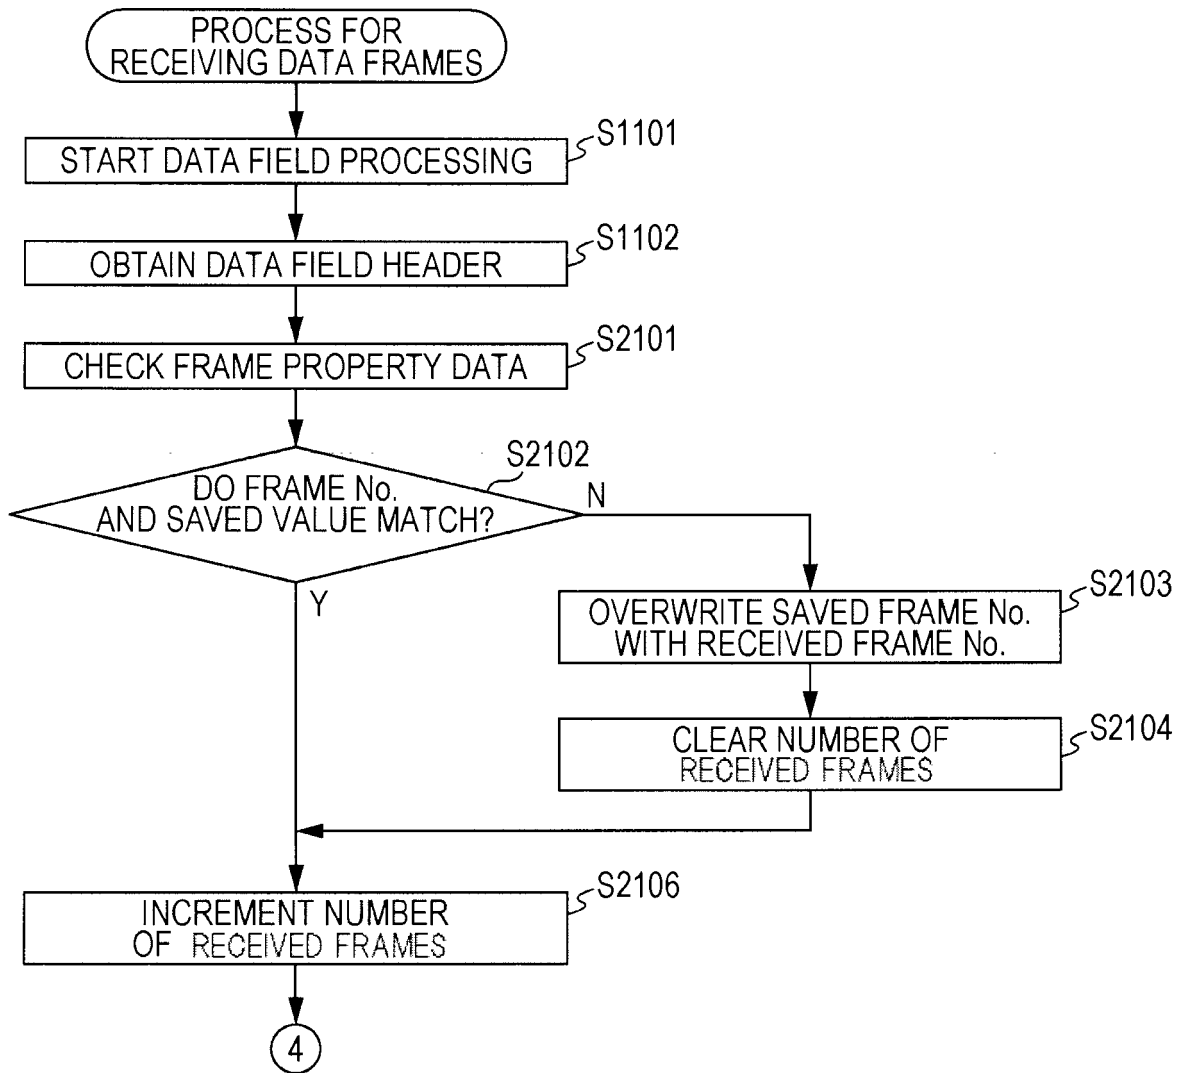 PROCESS FOR
RECEIVING DATA FRAMES
S1101
START DATA FIELD PROCESSING
S1102
OBTAIN DATA FIELD HEADER
S2101
CHECK FRAME PROPERTY DATA
S2102
DO FRAME No.
AND SAVED VALUE MATCH?
N
Y
S2103
OVERWRITE SAVED FRAME No.
WITH RECEIVED FRAME No.
S2104
CLEAR NUMBER OF
RECEIVED FRAMES
S2106
INCREMENT NUMBER
OF RECEIVED FRAMES
4